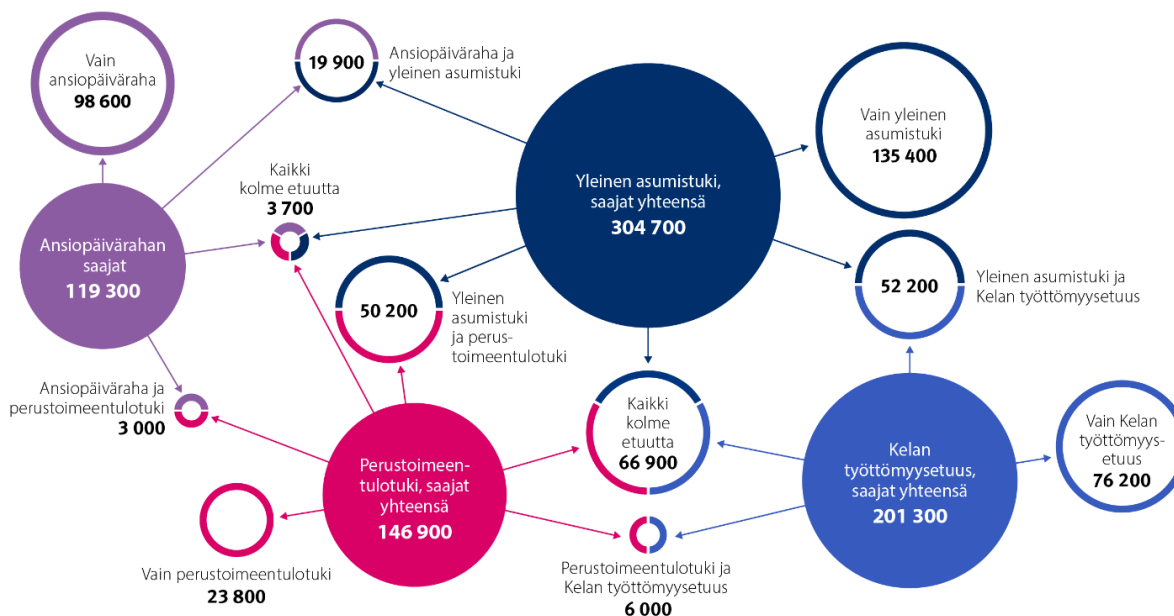 Vain
ansiopäiväraha
98 600
19 900
Ansiopäiväraha ja
yleinen asumistuki
Vain yleinen
asumistuki
135 400
Kaikki
kolme etuutta
3 700
Yleinen asumistuki,
saajat yhteensä
304 700
Ansiopäivärahan
saajat
119 300
50 200
Yleinen
asumistuki
ja perus-
toimeentulotuki
52 200
Yleinen asumistuki ja
Kelan työttömyysetuus
Ansiopäiväraha ja
perustoimeentulotuki
3 000
Kaikki
kolme
etuutta
66 900
Vain Kelan
työttömyys-
etuus
76 200
Perustoimeen-
tulotuki, saajat
yhteensä
146 900
Kelan
työttömyysetuus,
saajat yhteensä
201 300
Vain perustoimeentulotuki
23 800
Perustoimeentulotuki ja
Kelan työttömyysetuus
6 000